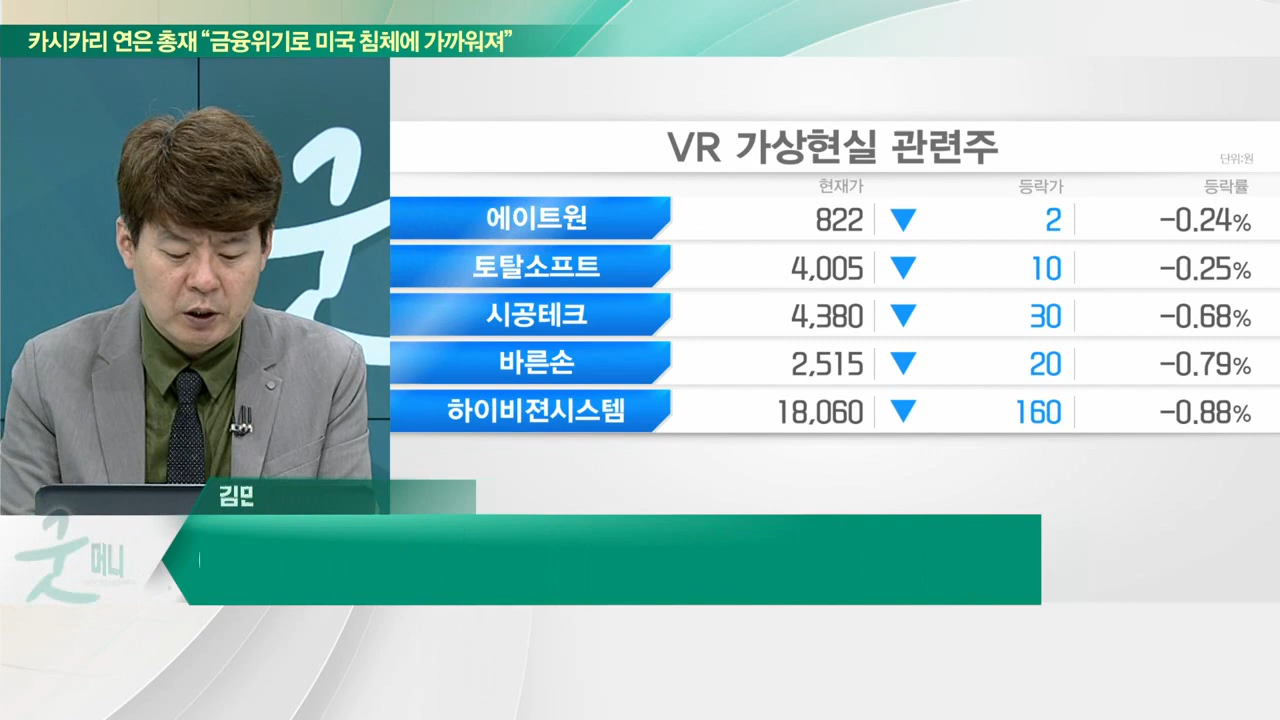 카시카리 연은 총재 “금융위기로 미국 침체에 가까워져”
VR 가상현실 관련주
단위:원
현재가 등락가 등락률
에이트원 822 ▼ 2 -0.24%
토탈소프트 4,005 ▼ 10 -0.25%
시공테크 4,380 ▼ 30 -0.68%
바른손 2,515 ▼ 20 -0.79%
하이비젼시스템 18,060 ▼ 160 -0.88%
김민
굿머니